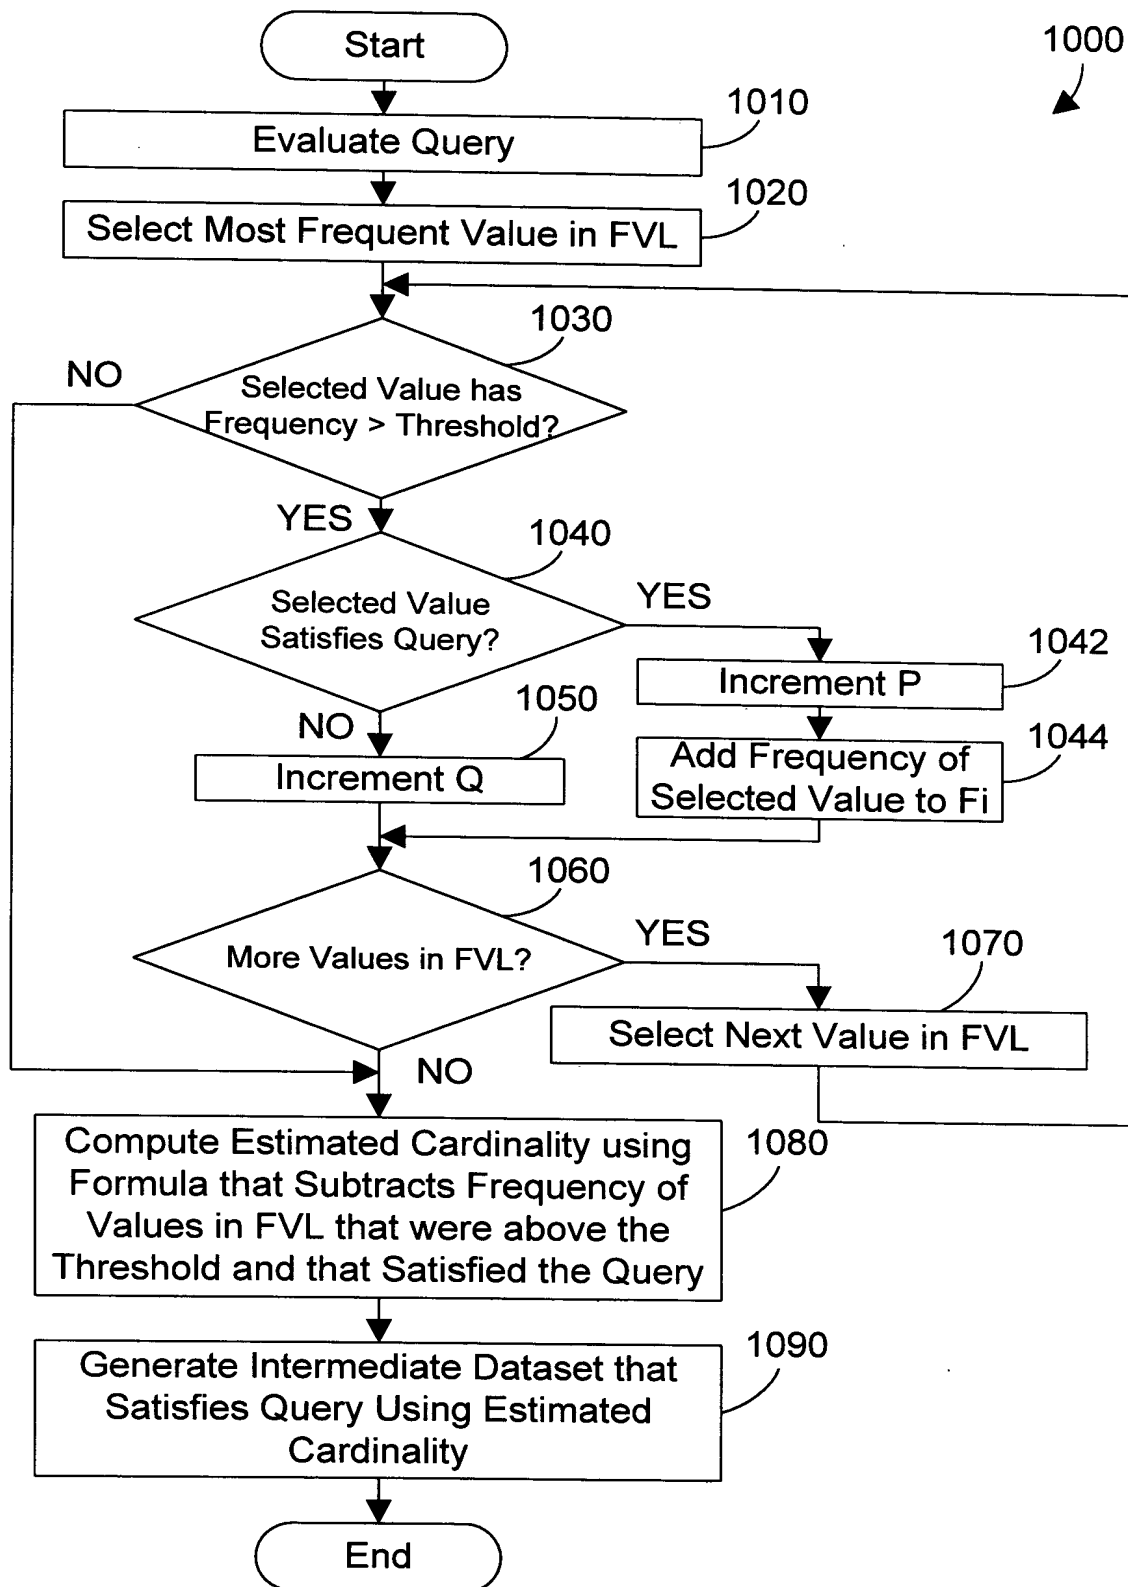 Start
1000
1010
Evaluate Query
1020
Select Most Frequent Value in FVL
1030
NO
Selected Value has
Frequency > Threshold?
YES
1040
Selected Value
Satisfies Query?
YES
1042
Increment P
1050
NO
Increment Q
1044
Add Frequency of
Selected Value to Fi
1060
More Values in FVL?
YES
1070
Select Next Value in FVL
NO
1080
Compute Estimated Cardinality using
Formula that Subtracts Frequency of
Values in FVL that were above the
Threshold and that Satisfied the Query
1090
Generate Intermediate Dataset that
Satisfies Query Using Estimated
Cardinality
End